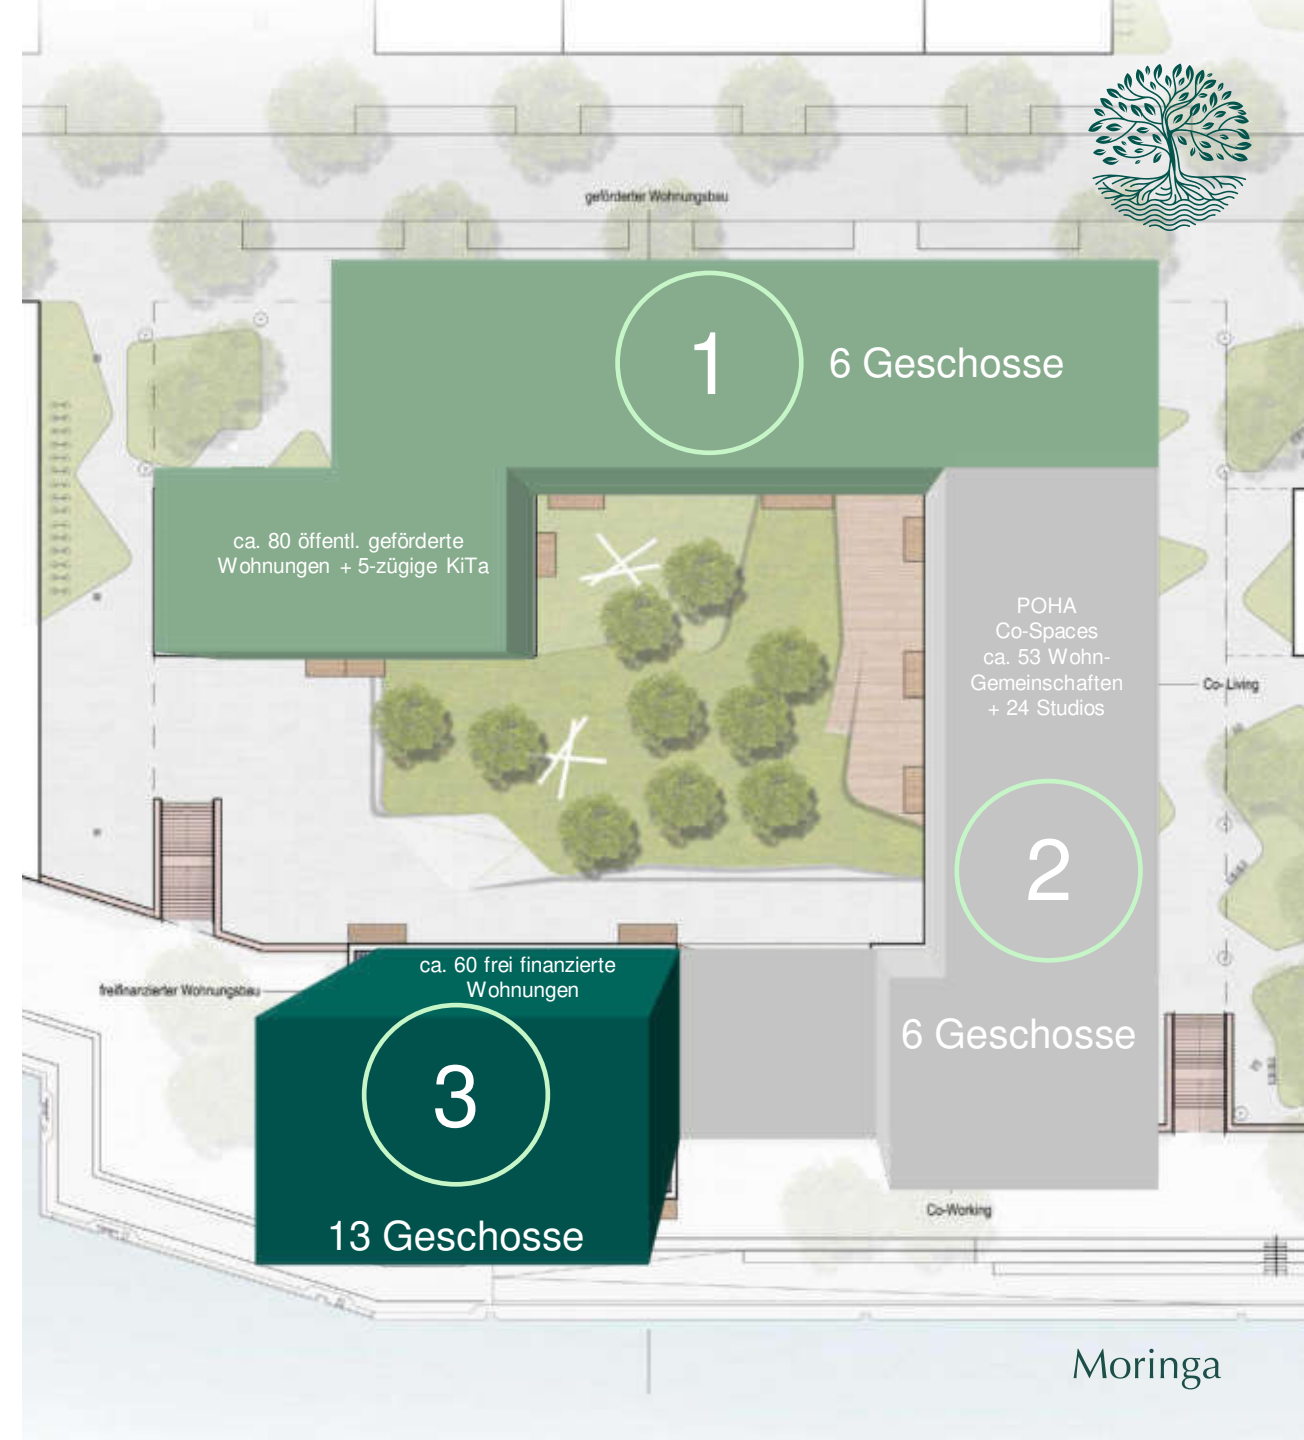 geförderter Wohnungsbau
1
6 Geschosse
ca. 80 öffentl. geförderte
Wohnungen + 5-zügige KiTa
POHA
Co-Spaces
ca. 53 Wohn-
Gemeinschaften
+ 24 Studios
Co-Living
2
6 Geschosse
ca. 60 frei finanzierte
Wohnungen
freifinanzierter Wohnungsbau
3
13 Geschosse
Co-Working
Moringa